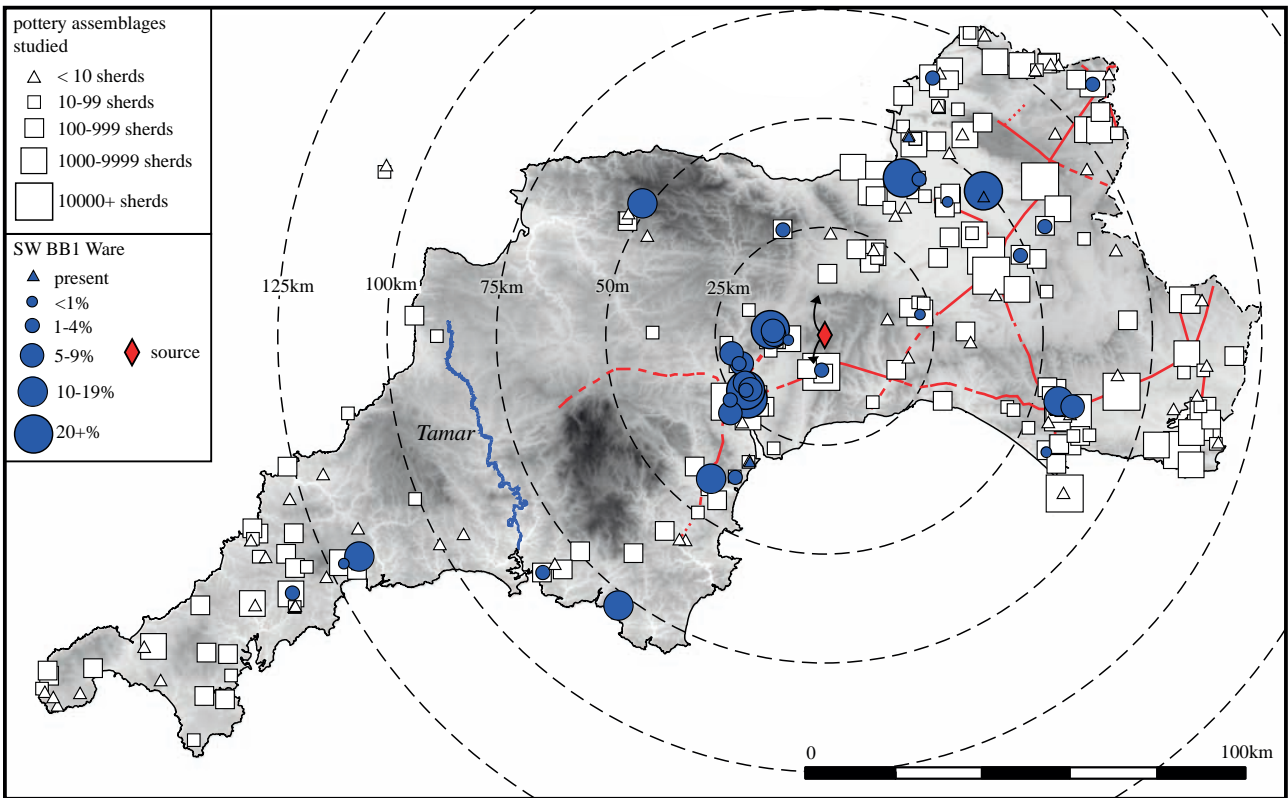 pottery assemblages
studied
< 10 sherds
10-99 sherds
100-999 sherds
1000-9999 sherds
10000+ sherds
SW BB1 Ware
present
<1%
1-4%
5-9%
source
10-19%
20+%
125km
100km
75km
50m
25km
Tamar
0
100km